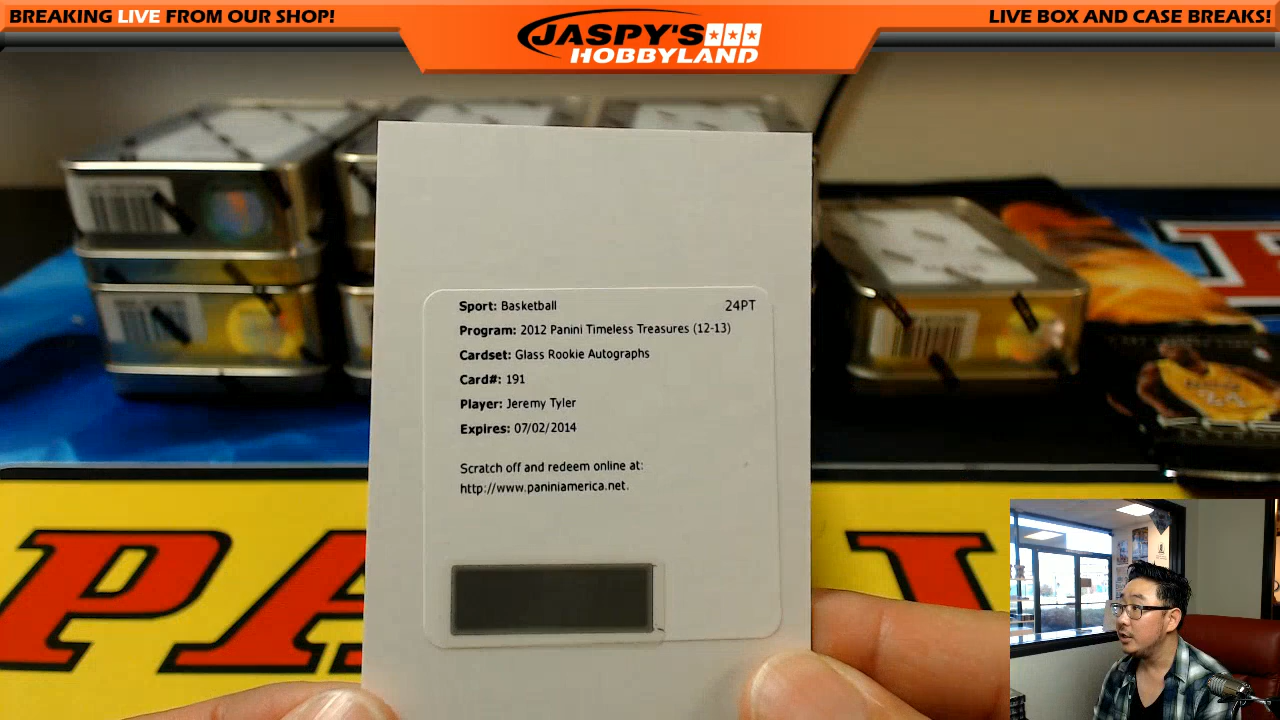 BREAKING LIVE FROM OUR SHOP!
JASPY'S
HOBBYLAND
LIVE BOX AND CASE BREAKS!
Sport: Basketball
24PT
Program: 2012 Panini Timeless Treasures (12-13)
Cardset: Glass Rookie Autographs
Card#: 191
Player: Jeremy Tyler
Expires: 07/02/2014
Scratch off and redeem online at:
http://www.paniniamerica.net.
PA